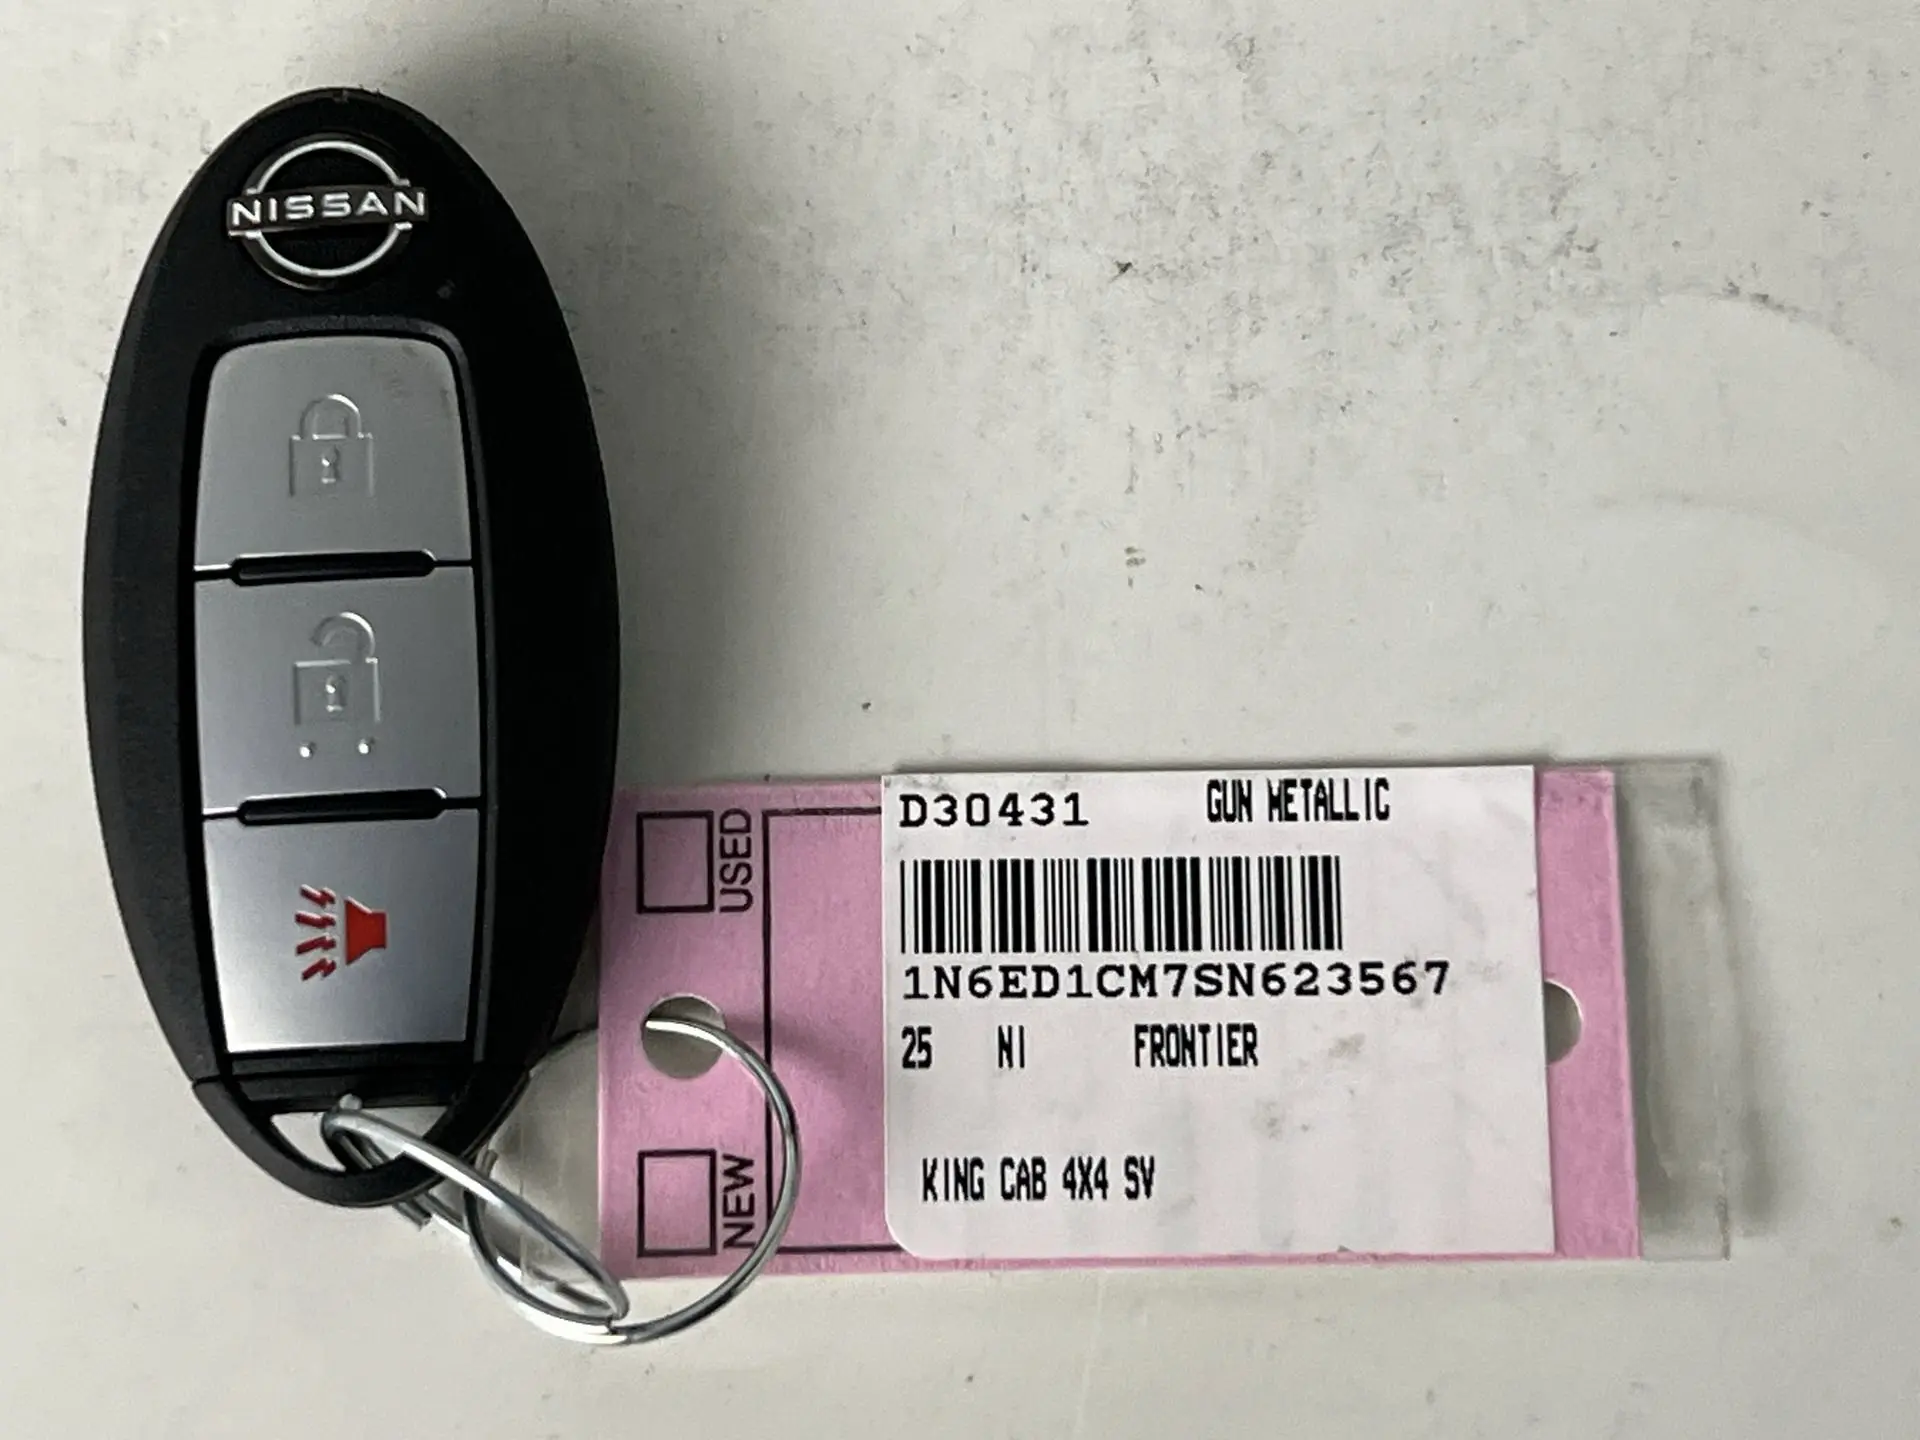 NISSAN
USED
NEW
D30431 GUN METALLIC
1N6ED1CM7SN623567
25 NI FRONTIER
KING CAB 4X4 SV